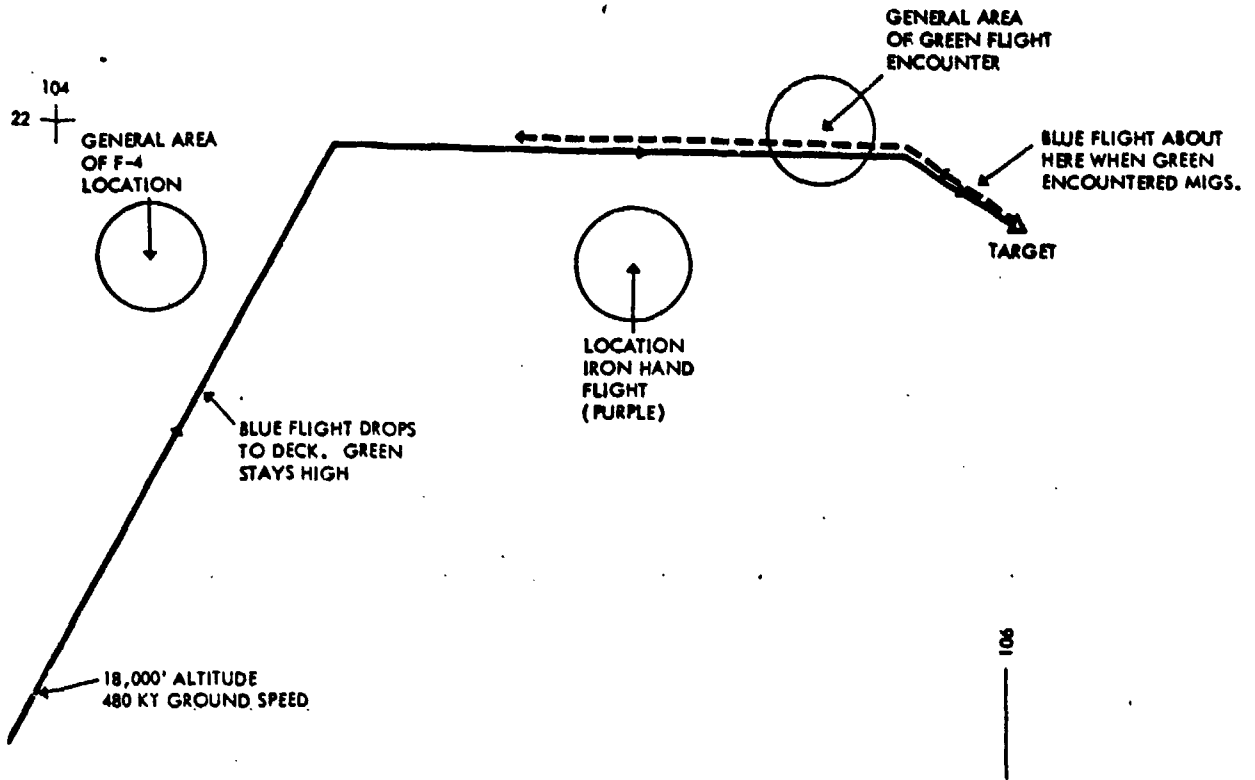 GENERAL AREA
OF GREEN FLIGHT
ENCOUNTER
104
22
GENERAL AREA
OF F-4
LOCATION
BLUE FLIGHT ABOUT
HERE WHEN GREEN
ENCOUNTERED MIGS.
TARGET
LOCATION
IRON HAND
FLIGHT
(PURPLE)
BLUE FLIGHT DROPS
TO DECK. GREEN
STAYS HIGH
106
18,000' ALTITUDE
480 KY GROUND SPEED